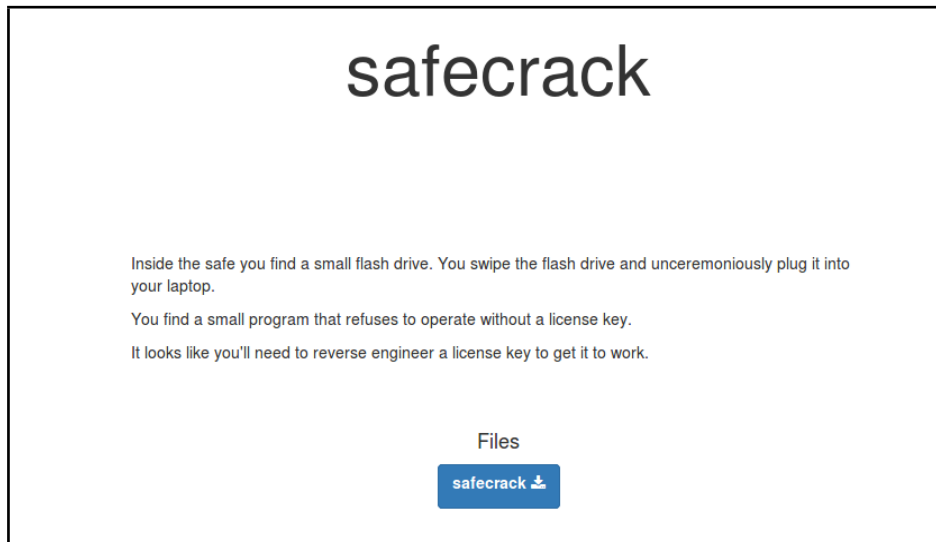 safecrack
Inside the safe you find a small flash drive. You swipe the flash drive and unceremoniously plug it into
your laptop.
You find a small program that refuses to operate without a license key.
It looks like you'll need to reverse engineer a license key to get it to work.
Files
safecrack